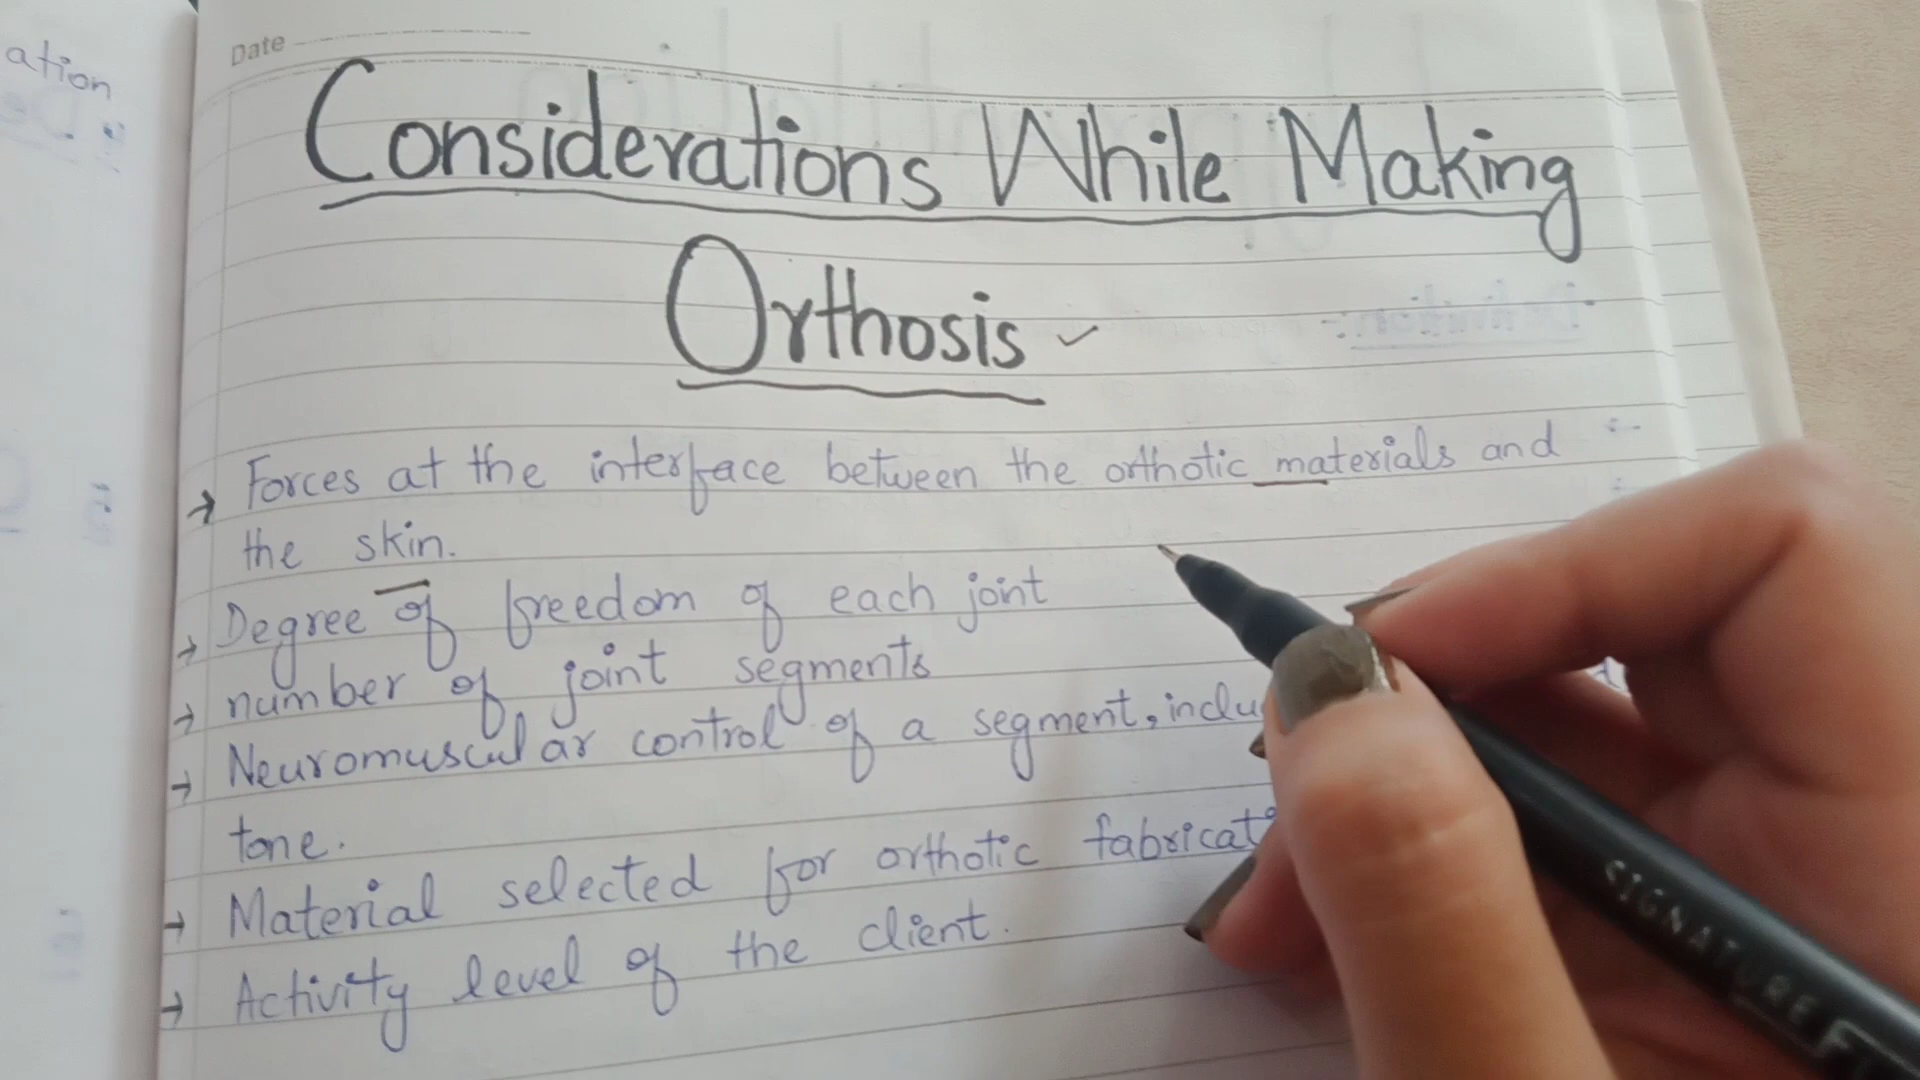 ation
Date
Considerations While Making
Orthosis
→ Forces at the interface between the orthotic materials and
the skin.
→ Degree of freedom of each joint
→ number of joint segments
→ Neuromuscular control of a segment, inclu
tone.
→ Material selected for orthotic fabricati
→ Activity level of the client.
SIGNATURE